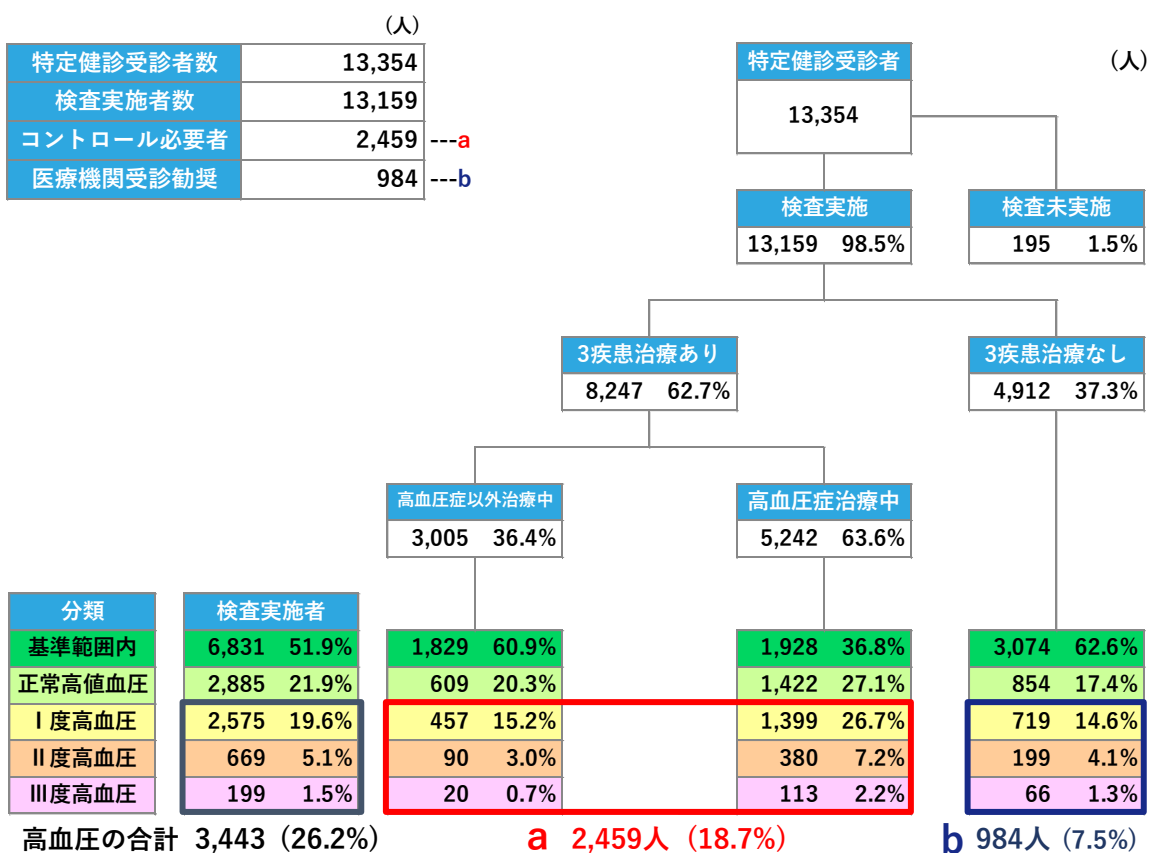 (人)
特定健診受診者数 13,354
検査実施者数 13,159
コントロール必要者 2,459 ---a
医療機関受診勧奨 984 ---b
(人)
特定健診受診者
13,354
検査実施 検査未実施
13,159 98.5% 195 1.5%
3疾患治療あり 3疾患治療なし
8,247 62.7% 4,912 37.3%
高血圧症以外治療中 高血圧症治療中
3,005 36.4% 5,242 63.6%
分類 検査実施者
基準範囲内 6,831 51.9% 1,829 60.9% 1,928 36.8% 3,074 62.6%
正常高値血圧 2,885 21.9% 609 20.3% 1,422 27.1% 854 17.4%
Ⅰ度高血圧 2,575 19.6% 457 15.2% 1,399 26.7% 719 14.6%
Ⅱ度高血圧 669 5.1% 90 3.0% 380 7.2% 199 4.1%
Ⅲ度高血圧 199 1.5% 20 0.7% 113 2.2% 66 1.3%
高血圧の合計 3,443 (26.2%) a 2,459人 (18.7%) b 984人 (7.5%)